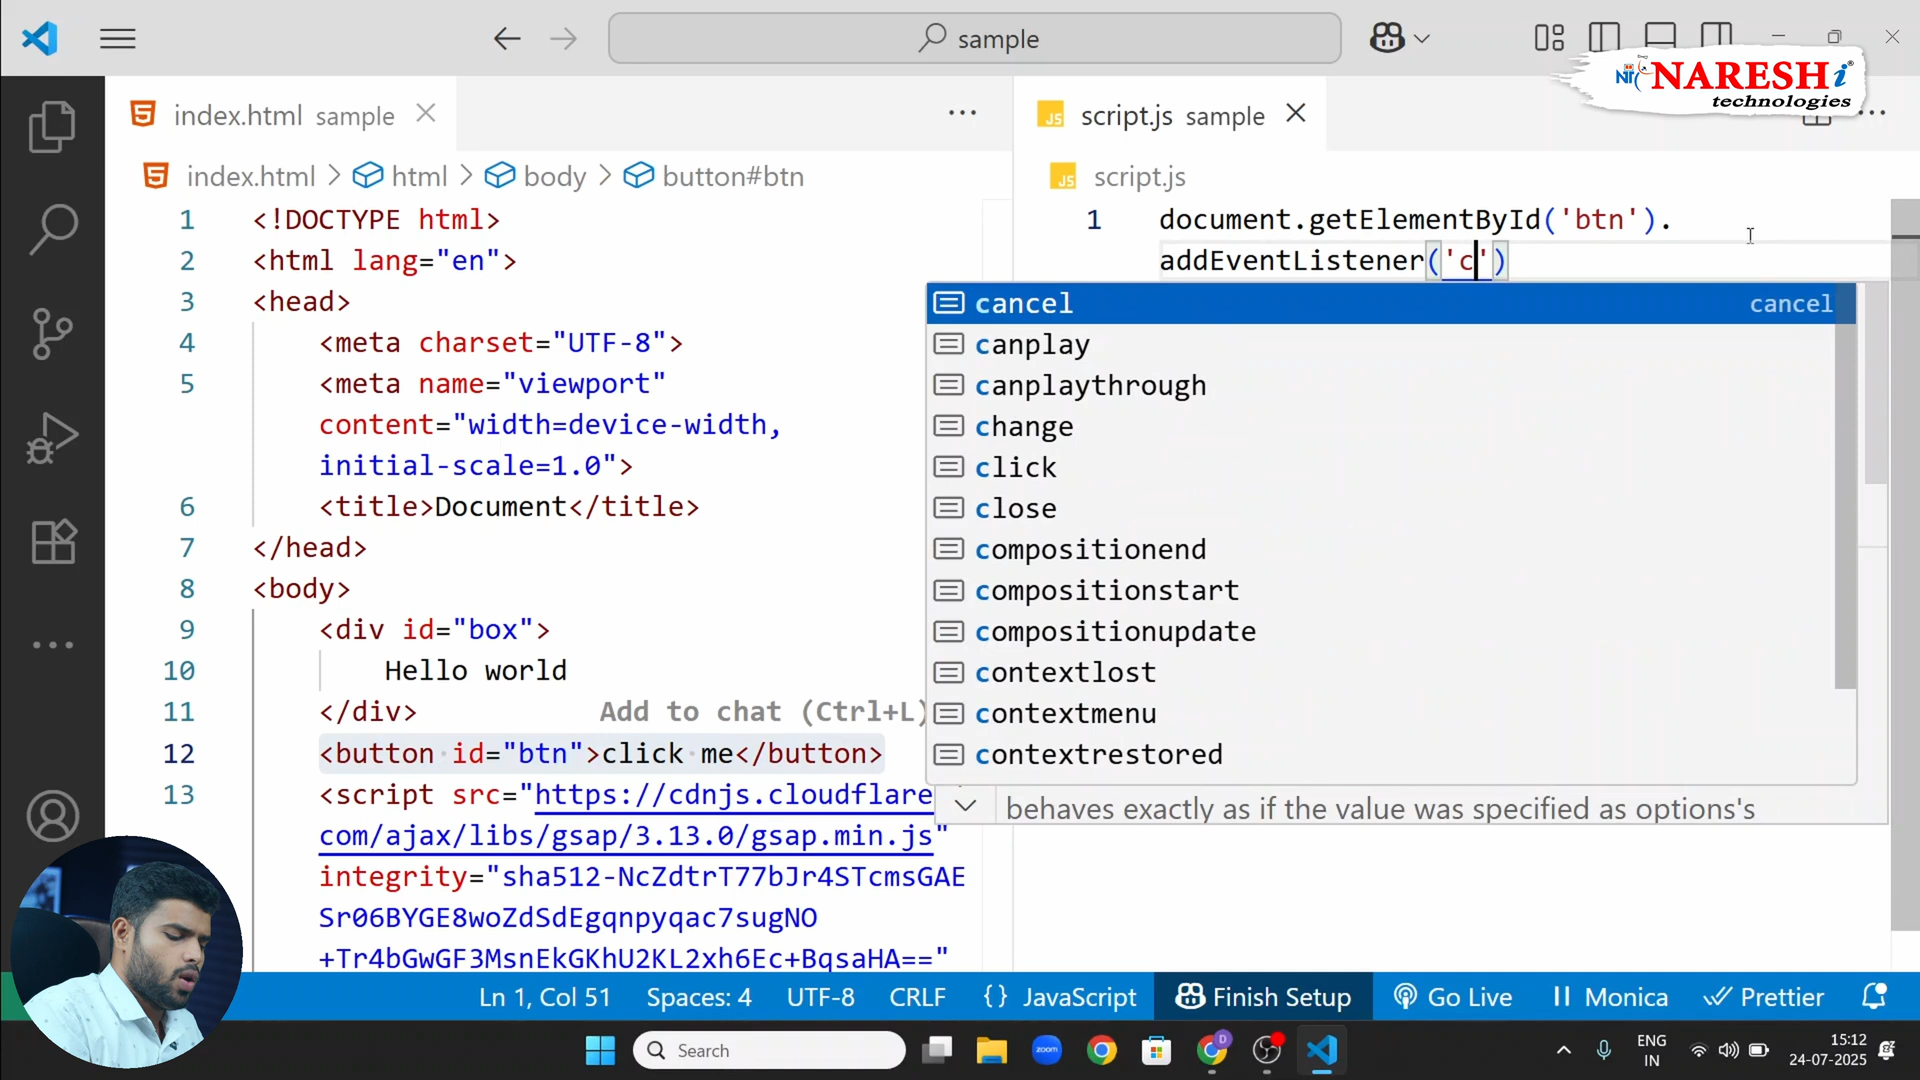 sample
NARESH i
technologies
index.html sample
script.js sample
index.html > html > body > button#btn
script.js
1 <!DOCTYPE html>
2 <html lang="en">
3 <head>
4 <meta charset="UTF-8">
5 <meta name="viewport"
content="width=device-width,
initial-scale=1.0">
6 <title>Document</title>
7 </head>
8 <body>
9 <div id="box">
10 Hello world
11 </div> Add to chat (Ctrl+L)
12 <button id="btn">click me</button>
13 <script src="https://cdnjs.cloudflare
com/ajax/libs/gsap/3.13.0/gsap.min.js"
integrity="sha512-NcZdtrT77bJr4STcmsGAE
Sr06BYGE8woZdSdEgqnpyqac7sugNO
+Tr4bGwGF3MsnEkGKhU2KL2xh6Ec+BqsaHA=="
1 document.getElementById('btn').
addEventListener('c')
cancel cancel
canplay
canplaythrough
change
click
close
compositionend
compositionstart
compositionupdate
contextlost
contextmenu
contextrestored
behaves exactly as if the value was specified as options's
Ln 1, Col 51 Spaces: 4 UTF-8 CRLF {} JavaScript Finish Setup Go Live Monica Prettier
Search
zoom
ENG
IN
15:12
24-07-2025